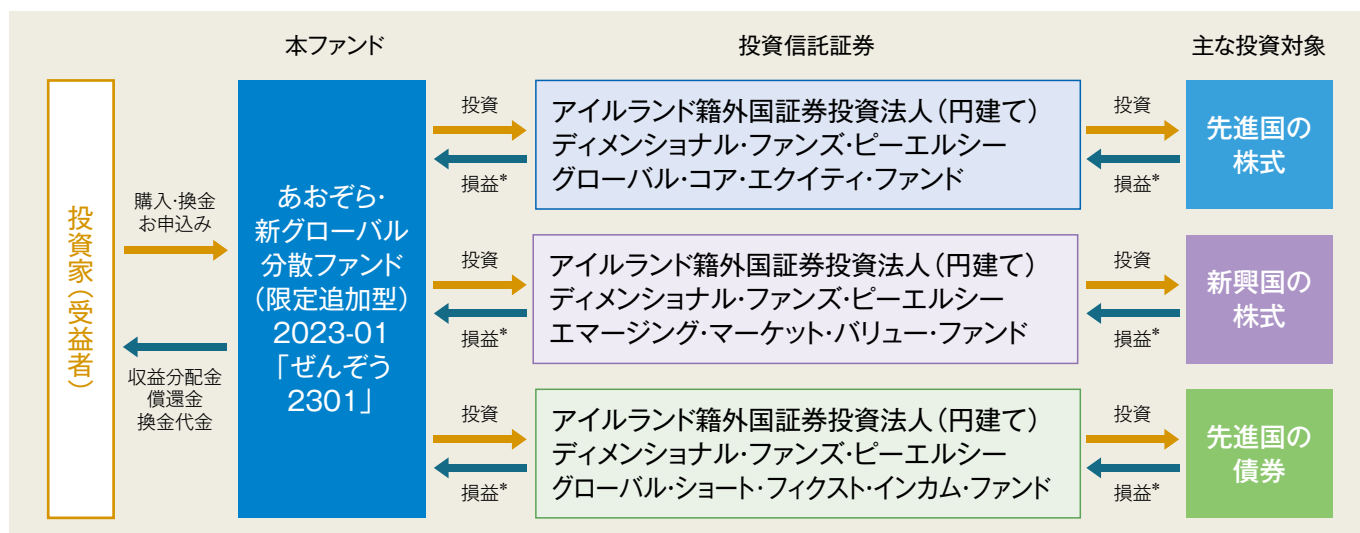 本ファンド
投資信託証券
主な投資対象
投資家（受益者）
購入・換金
お申込み
収益分配金
償還金
換金代金
あおぞら・
新グローバル
分散ファンド
（限定追加型）
2023-01
「ぜんぞう
2301」
投資
損益*
アイルランド籍外国証券投資法人（円建て）
ディメンショナル・ファンズ・ピーエルシー
グローバル・コア・エクイティ・ファンド
投資
損益*
先進国の
株式
投資
損益*
アイルランド籍外国証券投資法人（円建て）
ディメンショナル・ファンズ・ピーエルシー
エマージング・マーケット・バリュー・ファンド
投資
損益*
新興国の
株式
投資
損益*
アイルランド籍外国証券投資法人（円建て）
ディメンショナル・ファンズ・ピーエルシー
グローバル・ショート・フィクスト・インカム・ファンド
投資
損益*
先進国の
債券